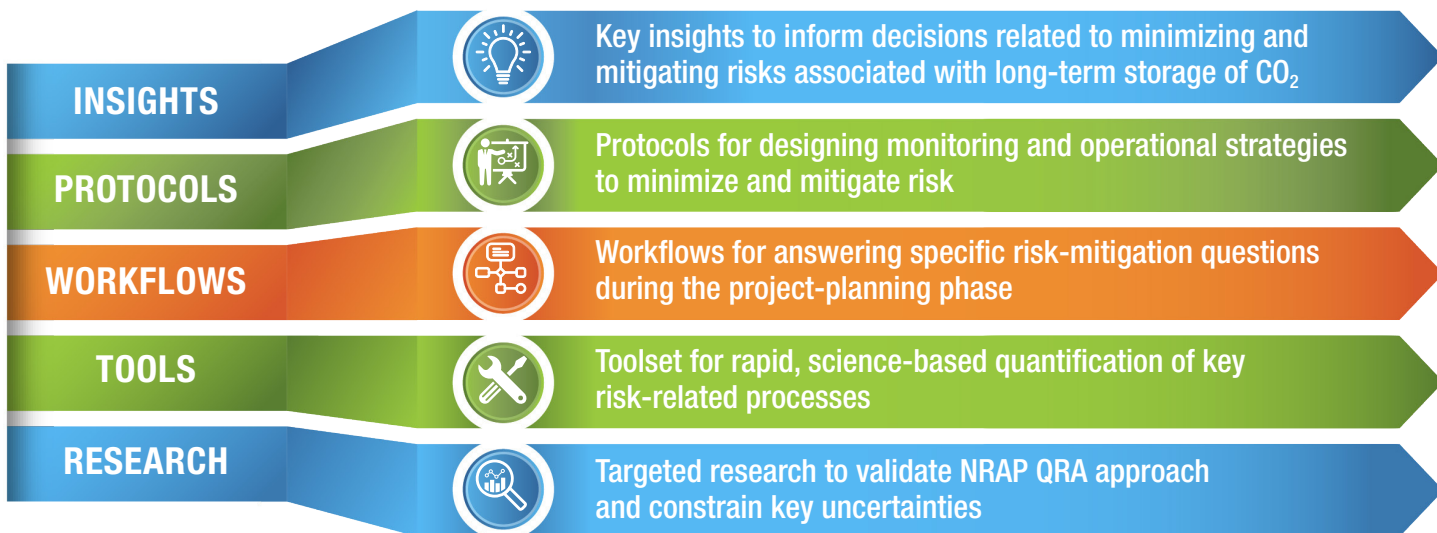 INSIGHTS
Key insights to inform decisions related to minimizing and
mitigating risks associated with long-term storage of CO₂
PROTOCOLS
Protocols for designing monitoring and operational strategies
to minimize and mitigate risk
WORKFLOWS
Workflows for answering specific risk-mitigation questions
during the project-planning phase
TOOLS
Toolset for rapid, science-based quantification of key
risk-related processes
RESEARCH
Targeted research to validate NRAP QRA approach
and constrain key uncertainties